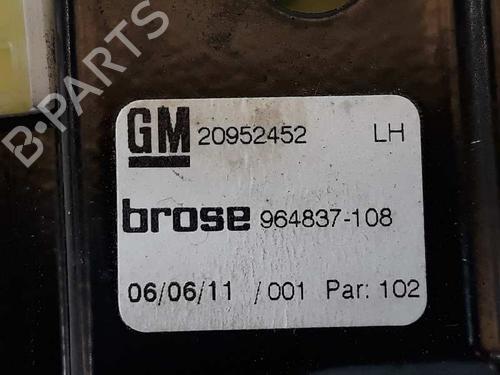 B-PARTS
GM 20952452 LH
brose 964837-108
06/06/11 /001 Par: 102